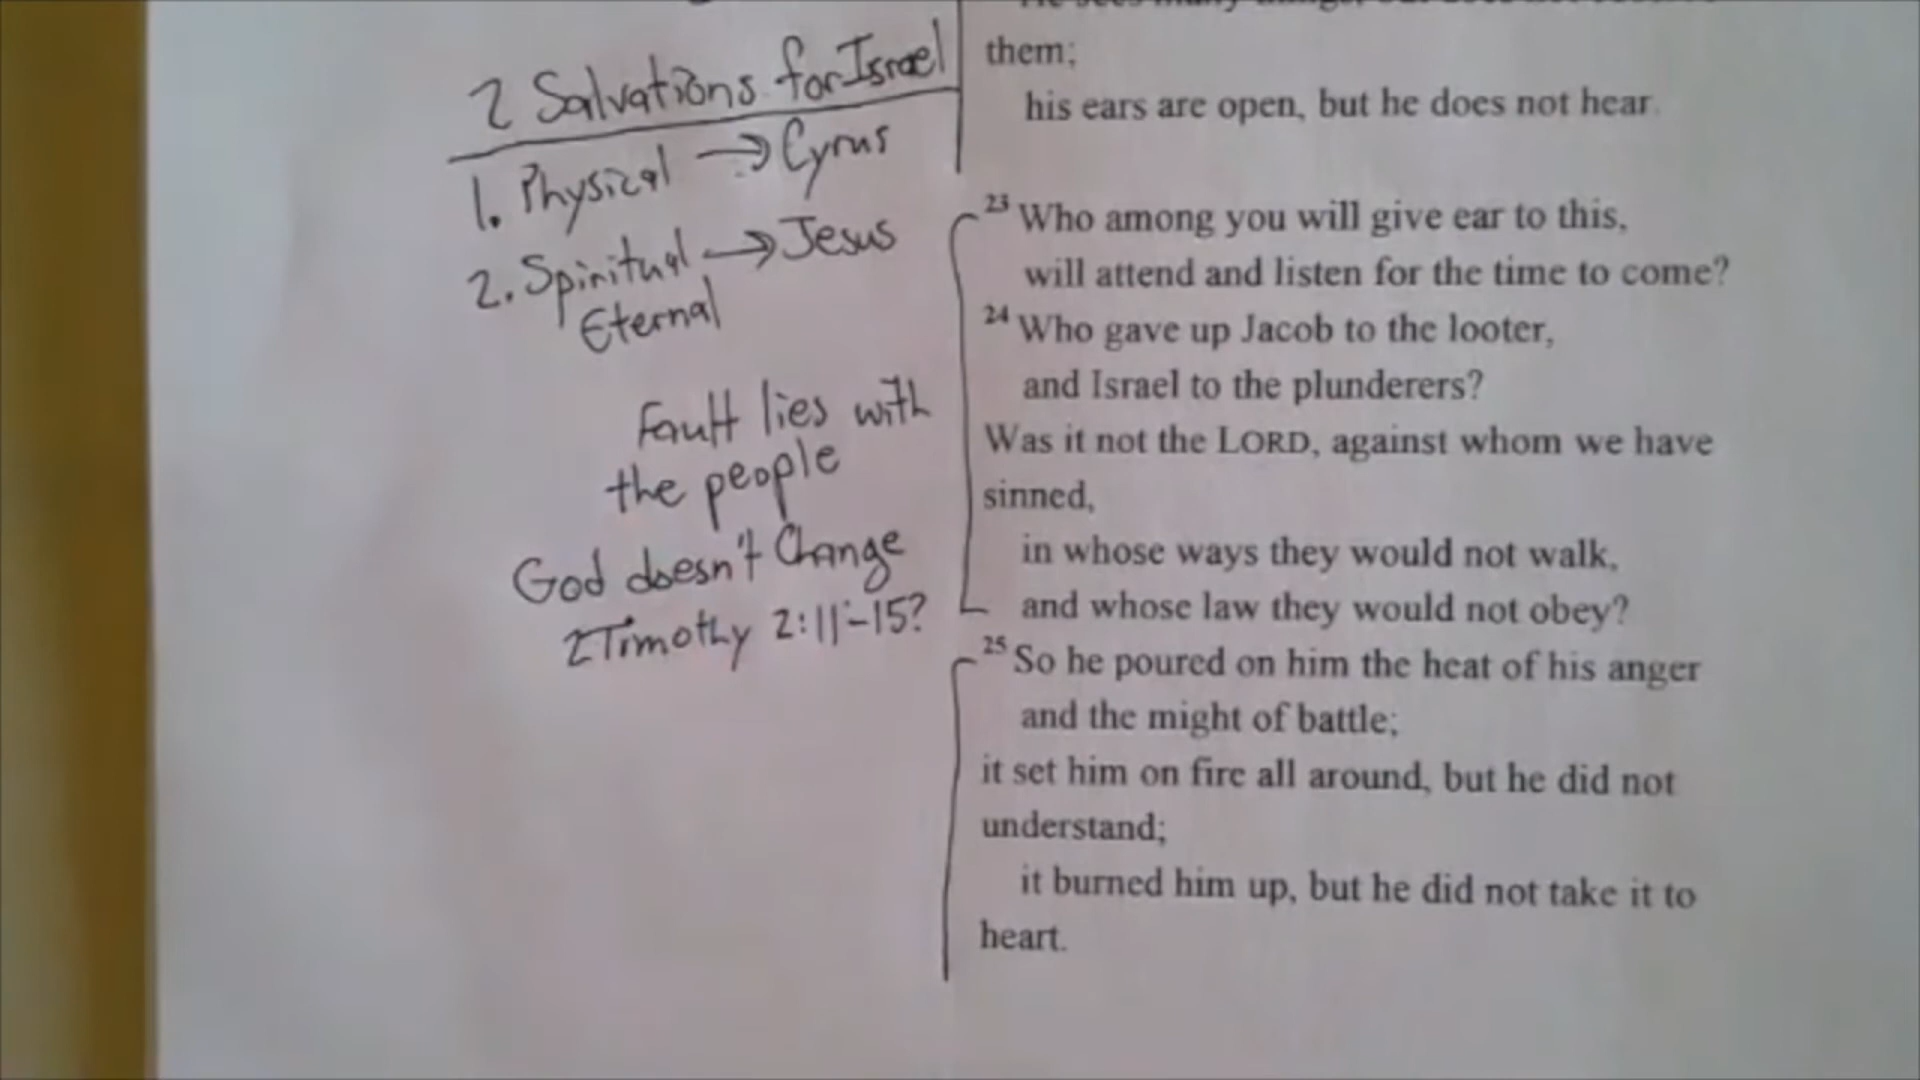 2 Salvations for Israel
1. Physical → Cyrus
2. Spiritual → Jesus
Eternal
Fault lies with
the people
God doesn't Change
2 Timothy 2:11-15?
them;
his ears are open, but he does not hear.
23 Who among you will give ear to this,
will attend and listen for the time to come?
24 Who gave up Jacob to the looter,
and Israel to the plunderers?
Was it not the LORD, against whom we have
sinned,
in whose ways they would not walk,
and whose law they would not obey?
25 So he poured on him the heat of his anger
and the might of battle;
it set him on fire all around, but he did not
understand;
it burned him up, but he did not take it to
heart.